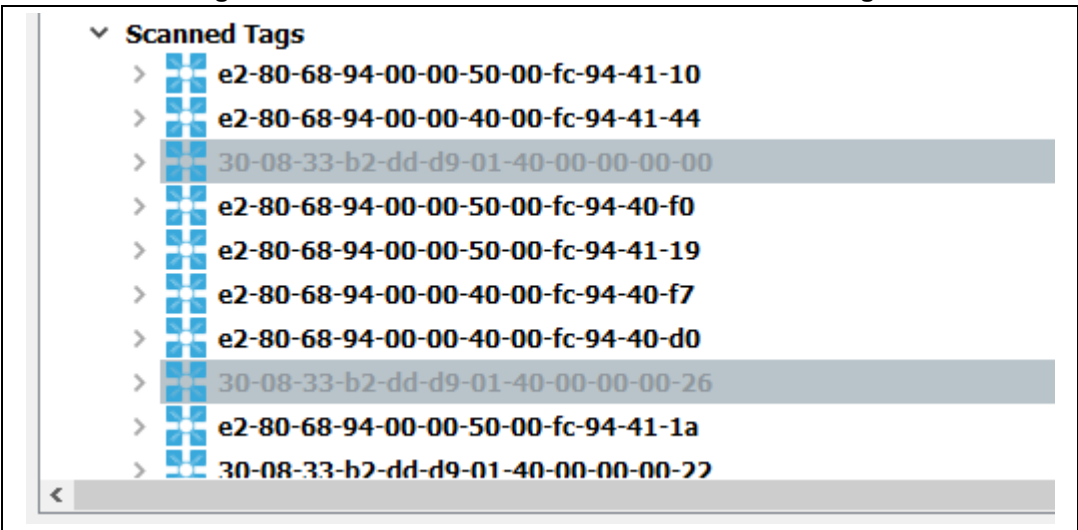 Scanned Tags
e2-80-68-94-00-00-50-00-fc-94-41-10
e2-80-68-94-00-00-40-00-fc-94-41-44
30-08-33-b2-dd-d9-01-40-00-00-00-00
e2-80-68-94-00-00-50-00-fc-94-40-f0
e2-80-68-94-00-00-50-00-fc-94-41-19
e2-80-68-94-00-00-40-00-fc-94-40-f7
e2-80-68-94-00-00-40-00-fc-94-40-d0
30-08-33-b2-dd-d9-01-40-00-00-00-26
e2-80-68-94-00-00-50-00-fc-94-41-1a
30-08-33-b2-dd-d9-01-40-00-00-00-22